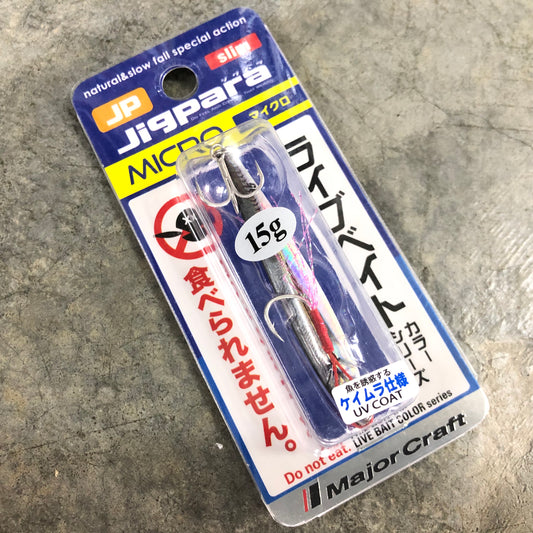 natural&slow fall special action
JP
slim
Jigpara
MICRO
マイクロ
15g
ライブベイト
カラー
シリーズ
食べられません。
魚を誘惑する
ケイムラ仕様
UV COAT
Do not eat.
LIVE BAIT COLOR series
Major Craft